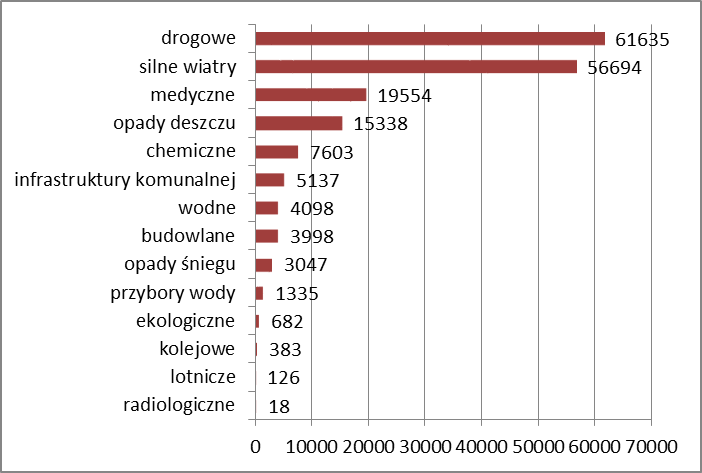 drogowe 61635
silne wiatry 56694
medyczne 19554
opady deszczu 15338
chemiczne 7603
infrastruktury komunalnej 5137
wodne 4098
budowlane 3998
opady śniegu 3047
przybory wody 1335
ekologiczne 682
kolejowe 383
lotnicze 126
radiologiczne 18
0 10000 20000 30000 40000 50000 60000 70000